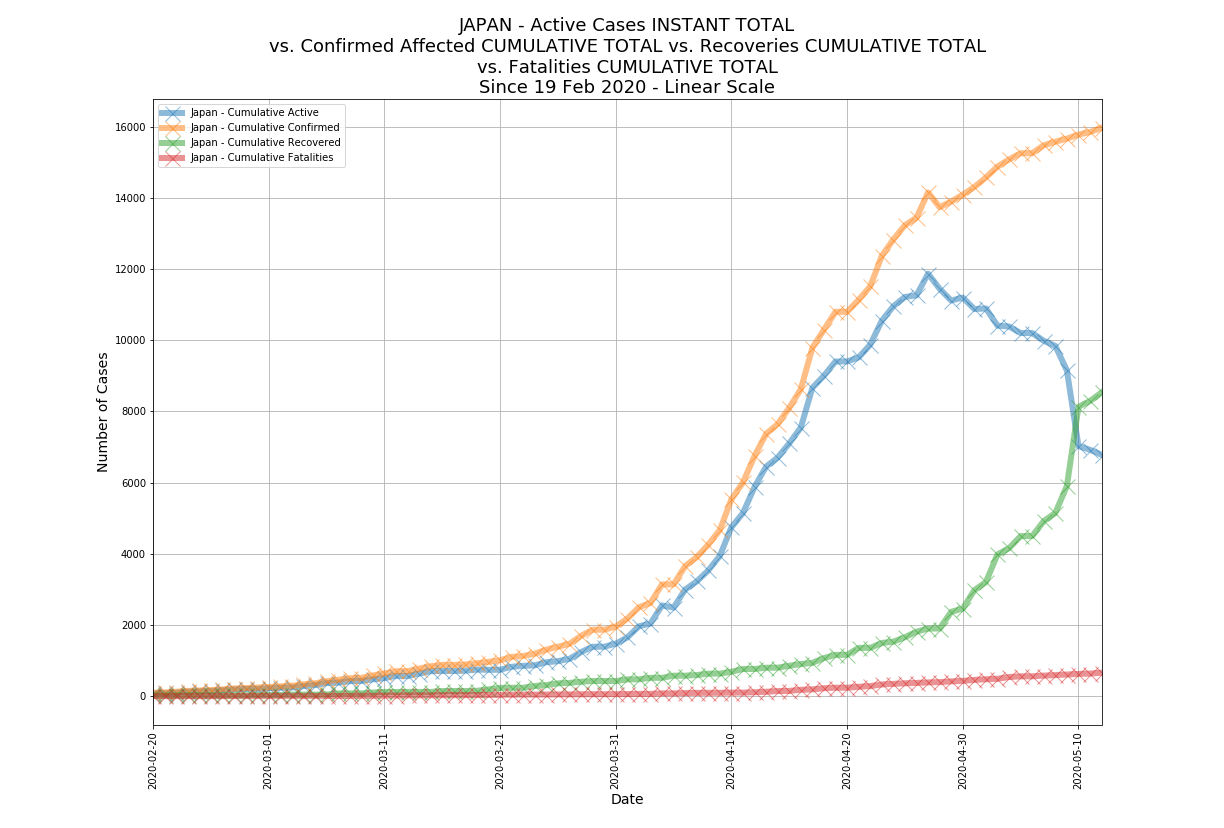 JAPAN - Active Cases INSTANT TOTAL
vs. Confirmed Affected CUMULATIVE TOTAL vs. Recoveries CUMULATIVE TOTAL
vs. Fatalities CUMULATIVE TOTAL
Since 19 Feb 2020 - Linear Scale
Japan - Cumulative Active
Japan - Cumulative Confirmed
Japan - Cumulative Recovered
Japan - Cumulative Fatalities
Number of Cases
16000
14000
12000
10000
8000
6000
4000
2000
0
2020-02-20
2020-03-01
2020-03-11
2020-03-21
2020-03-31
2020-04-10
2020-04-20
2020-04-30
2020-05-10
Date